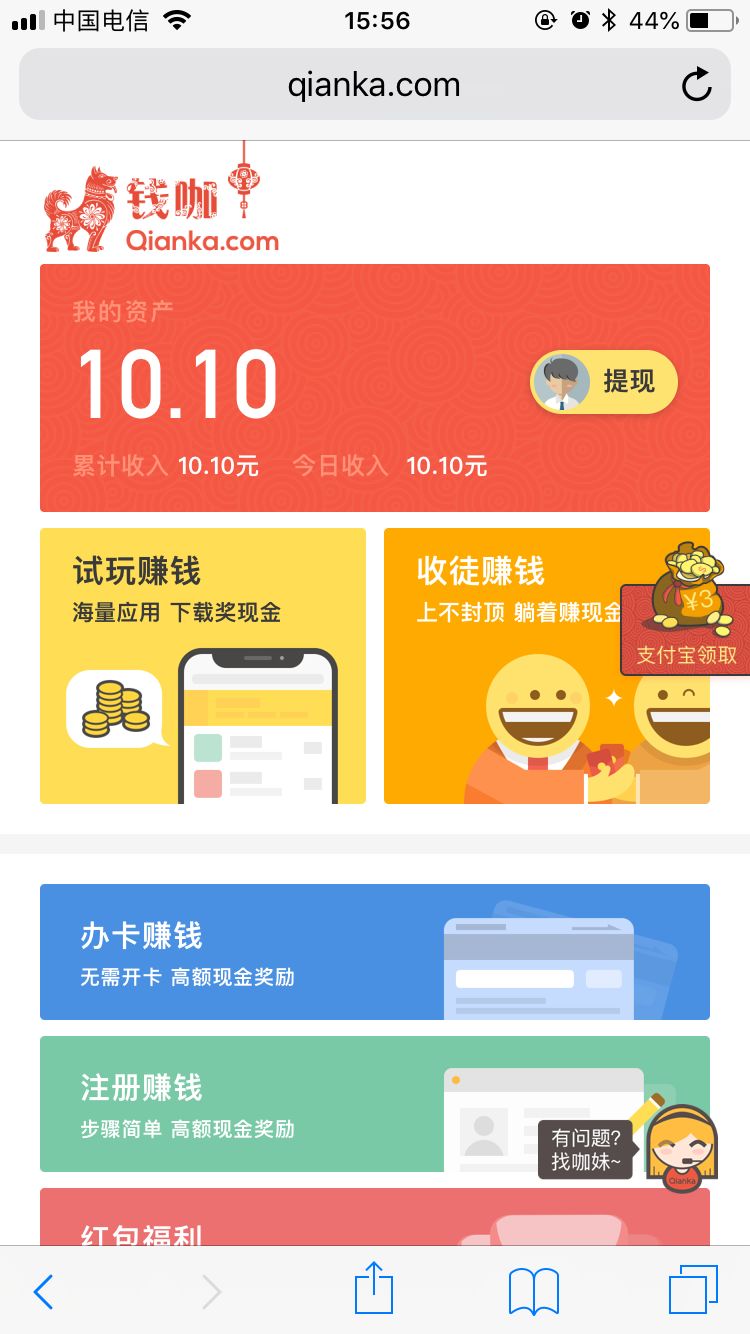 中国电信
15:56
44%
qianka.com
钱咖
Qianka.com
我的资产
10.10
提现
累计收入 10.10元 今日收入 10.10元
试玩赚钱
海量应用 下载奖现金
收徒赚钱
上不封顶 躺着赚现金
¥3
支付宝领取
办卡赚钱
无需开卡 高额现金奖励
注册赚钱
步骤简单 高额现金奖励
有问题?
找咖妹~
Qianka
红包福利